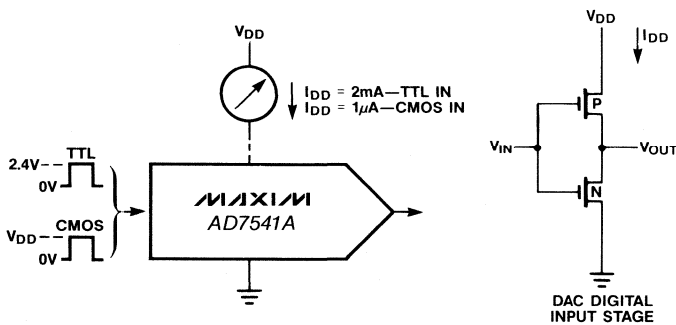 VDD
IDD = 2mA—TTL IN
IDD = 1µA—CMOS IN
TTL
2.4V
0V
CMOS
VDD
0V
MAXIM
AD7541A
VDD
IDD
P
VIN
VOUT
N
DAC DIGITAL
INPUT STAGE